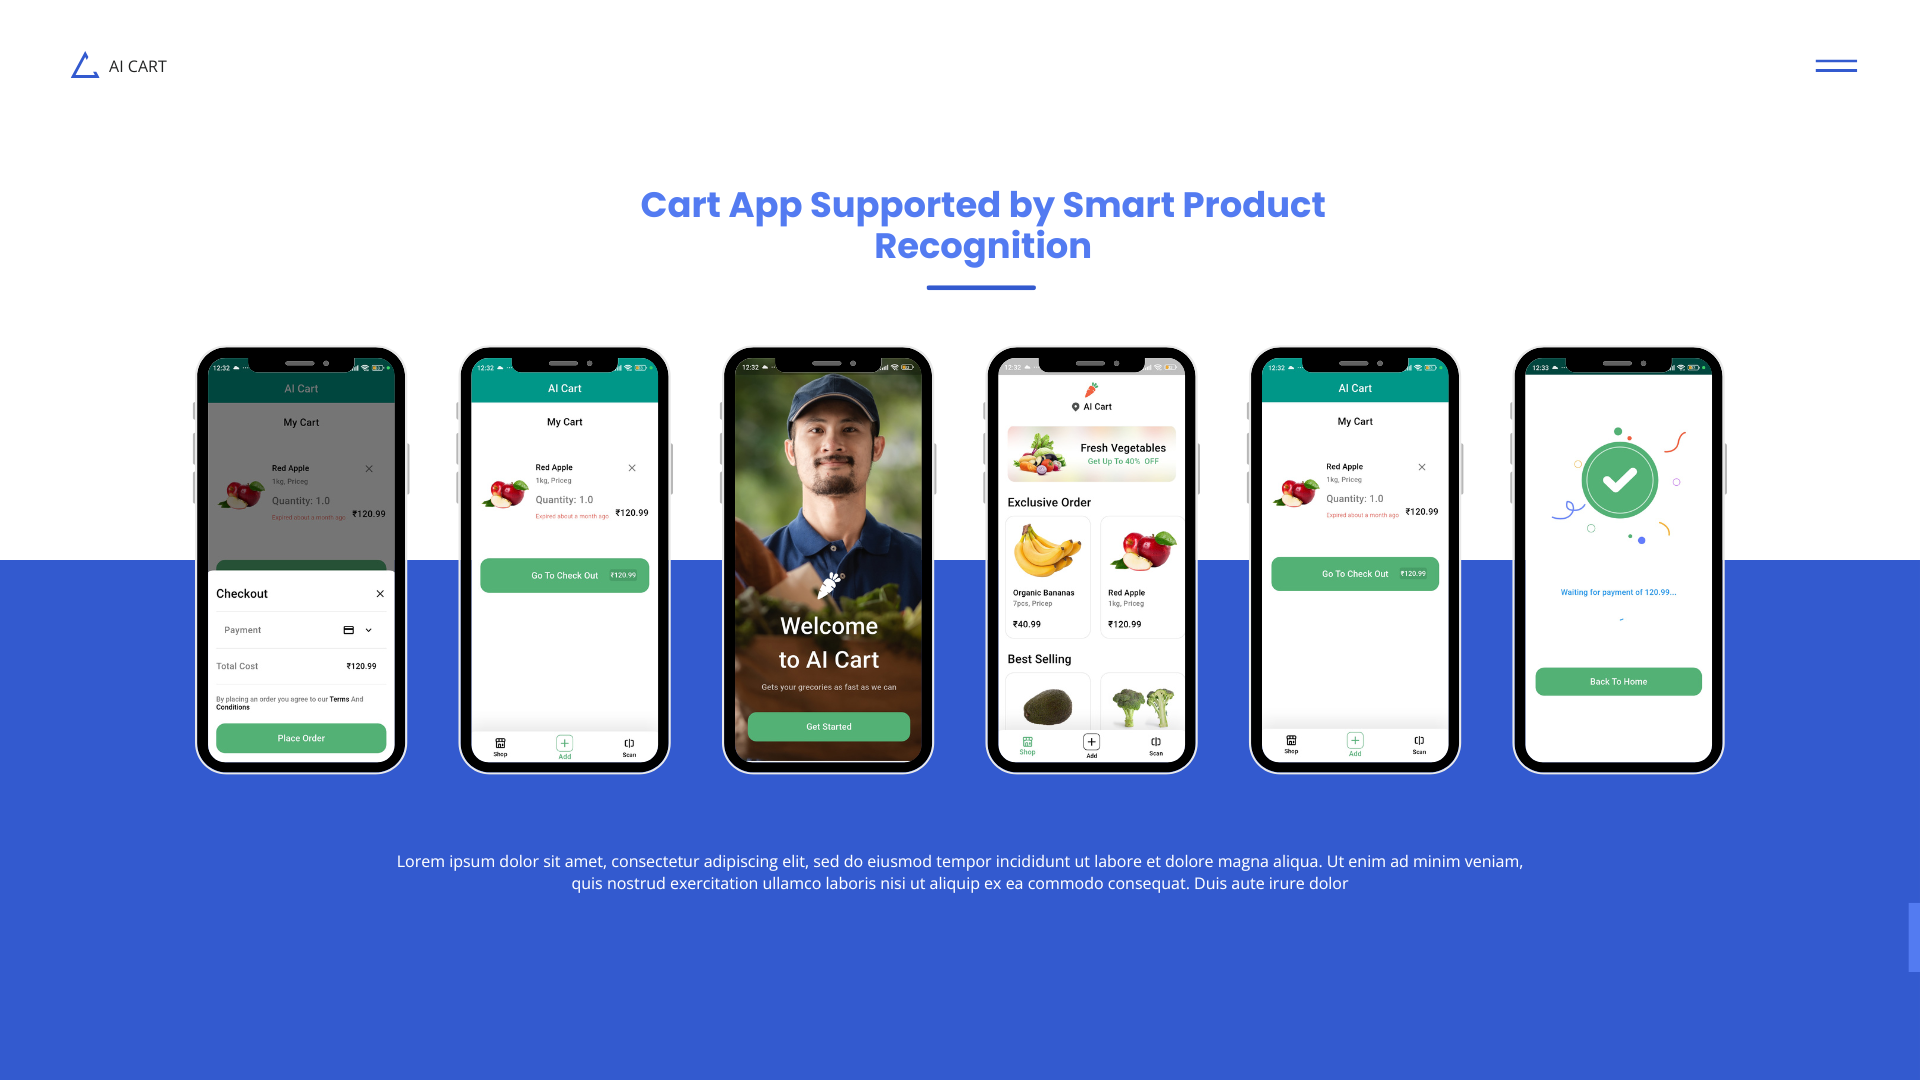 AI CART
Cart App Supported by Smart Product
Recognition
12:32
AI Cart
My Cart
Red Apple
1kg, Priceg
Quantity: 1.0
Expired about a month ago
₹120.99
Checkout
Payment
Total Cost
₹120.99
By placing an order you agree to our Terms And
Conditions
Place Order
12:32
AI Cart
My Cart
Red Apple
1kg, Priceg
Quantity: 1.0
Expired about a month ago
₹120.99
Go To Check Out ₹120.99
Shop
Add
Scan
12:32
Welcome
to AI Cart
Gets your grecories as fast as we can
Get Started
12:32
AI Cart
Fresh Vegetables
Get Up To 40% OFF
Exclusive Order
Organic Bananas
7pcs, Pricep
₹40.99
Red Apple
1kg, Priceg
₹120.99
Best Selling
Shop
Add
Scan
12:32
AI Cart
My Cart
Red Apple
1kg, Priceg
Quantity: 1.0
Expired about a month ago
₹120.99
Go To Check Out ₹120.99
Shop
Add
Scan
12:33
Waiting for payment of 120.99...
Back To Home
Lorem ipsum dolor sit amet, consectetur adipiscing elit, sed do eiusmod tempor incididunt ut labore et dolore magna aliqua. Ut enim ad minim veniam,
quis nostrud exercitation ullamco laboris nisi ut aliquip ex ea commodo consequat. Duis aute irure dolor